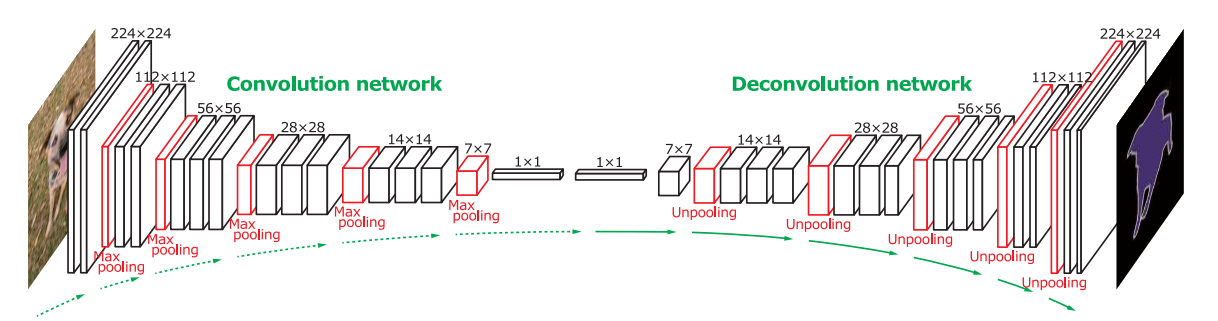 224×224
112×112
Convolution network
56×56
28×28
14×14
7×7
1×1
1×1
Max
pooling
Max
pooling
Max
pooling
Max
pooling
Max
pooling
Deconvolution network
7×7
14×14
28×28
56×56
112×112
224×224
Unpooling
Unpooling
Unpooling
Unpooling
Unpooling